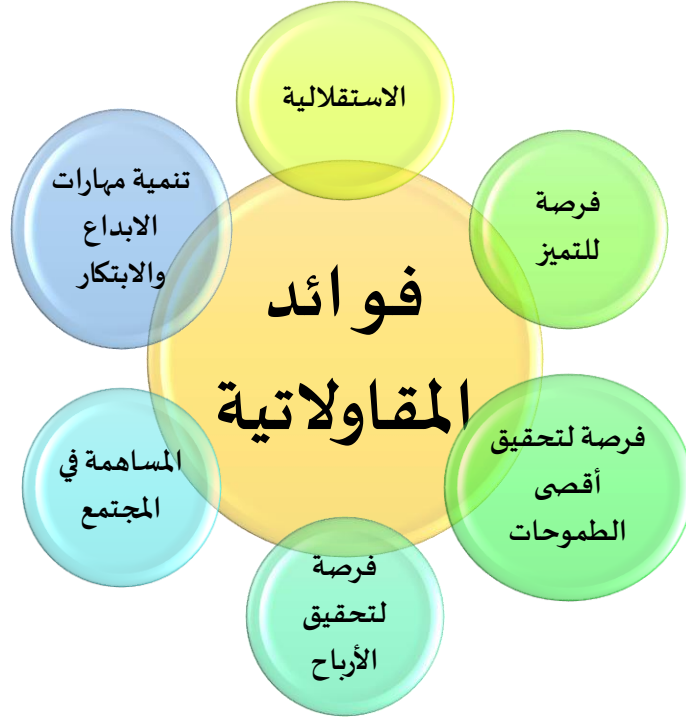 الاستقلالية
فرصة
للتميز
فرصة لتحقيق
أقصى
الطموحات
فرصة
لتحقيق
الأرباح
المساهمة في
المجتمع
تنمية مهارات
الابداع
والابتكار
فوائد
المقاولاتية